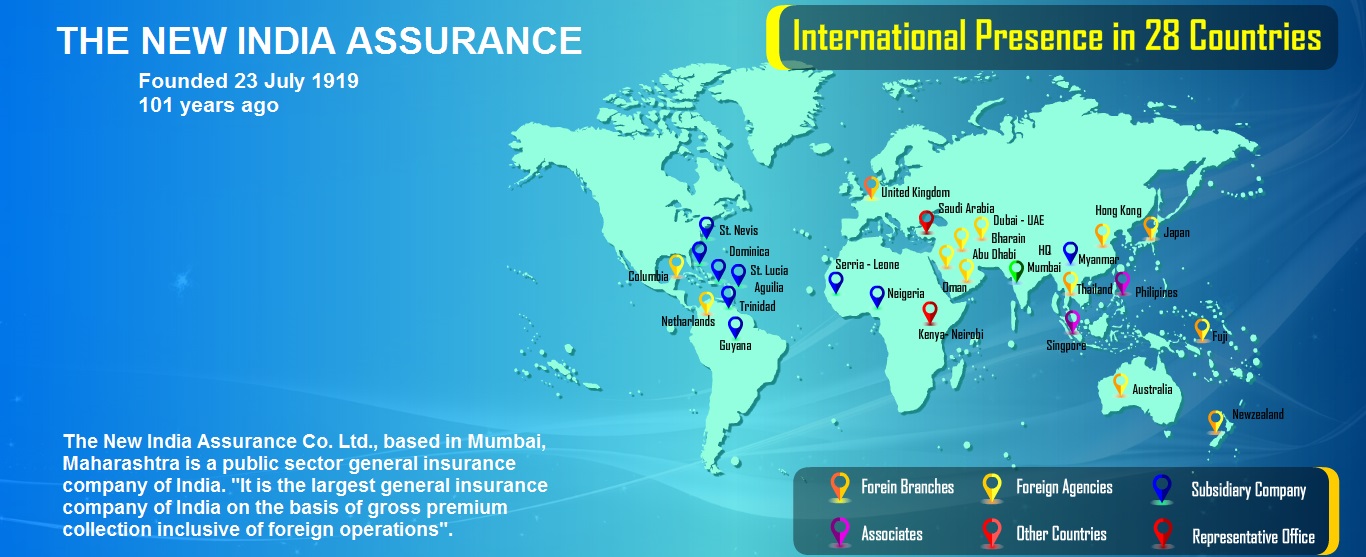 THE NEW INDIA ASSURANCE
Founded 23 July 1919
101 years ago
International Presence in 28 Countries
United Kingdom
Saudi Arabia
Dubai - UAE
Hong Kong
Japan
St. Nevis
Bharain
Dominica
Abu Dhabi
HQ
Mumbai
Myanmar
Serria - Leone
St. Lucia
Columbia
Aguilia
Oman
Thailand
Philipines
Neigeria
Trinidad
Netharlands
Kenya- Neirobi
Guyana
Singpore
Fuji
Australia
Newzealand
The New India Assurance Co. Ltd., based in Mumbai,
Maharashtra is a public sector general insurance
company of India. "It is the largest general insurance
company of India on the basis of gross premium
collection inclusive of foreign operations".
Forein Branches
Foreign Agencies
Subsidiary Company
Associates
Other Countries
Representative Office